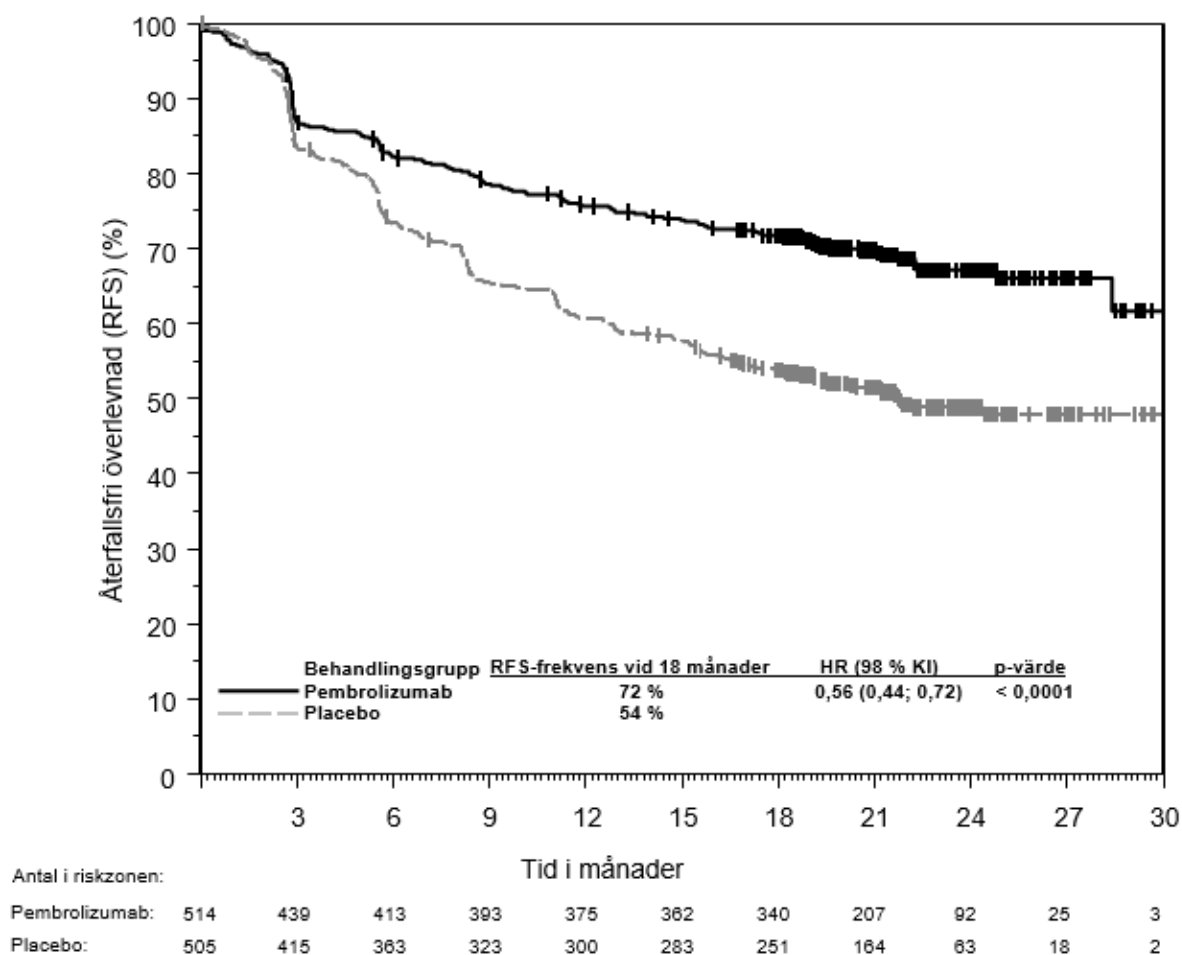 Återfallsfri överlevnad (RFS) (%)
100
90
80
70
60
50
40
30
20
10
0
Behandlingsgrupp RFS-frekvens vid 18 månader HR (98 % KI) p-värde
Pembrolizumab 72 % 0,56 (0,44; 0,72) < 0,0001
Placebo 54 %
3 6 9 12 15 18 21 24 27 30
Tid i månader
Antal i riskzonen:
Pembrolizumab: 514 439 413 393 375 362 340 207 92 25 3
Placebo: 505 415 363 323 300 283 251 164 63 18 2